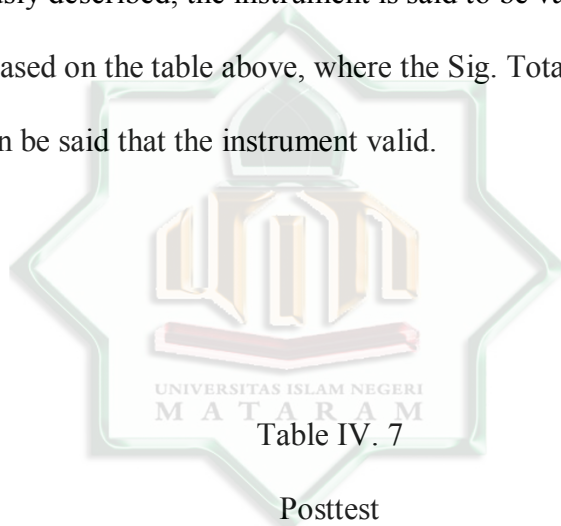 usly described, the instrument is said to be va
ased on the table above, where the Sig. Tota
n be said that the instrument valid.
UNIVERSITAS ISLAM NEGERI
M A T A R A M
Table IV. 7
Posttest